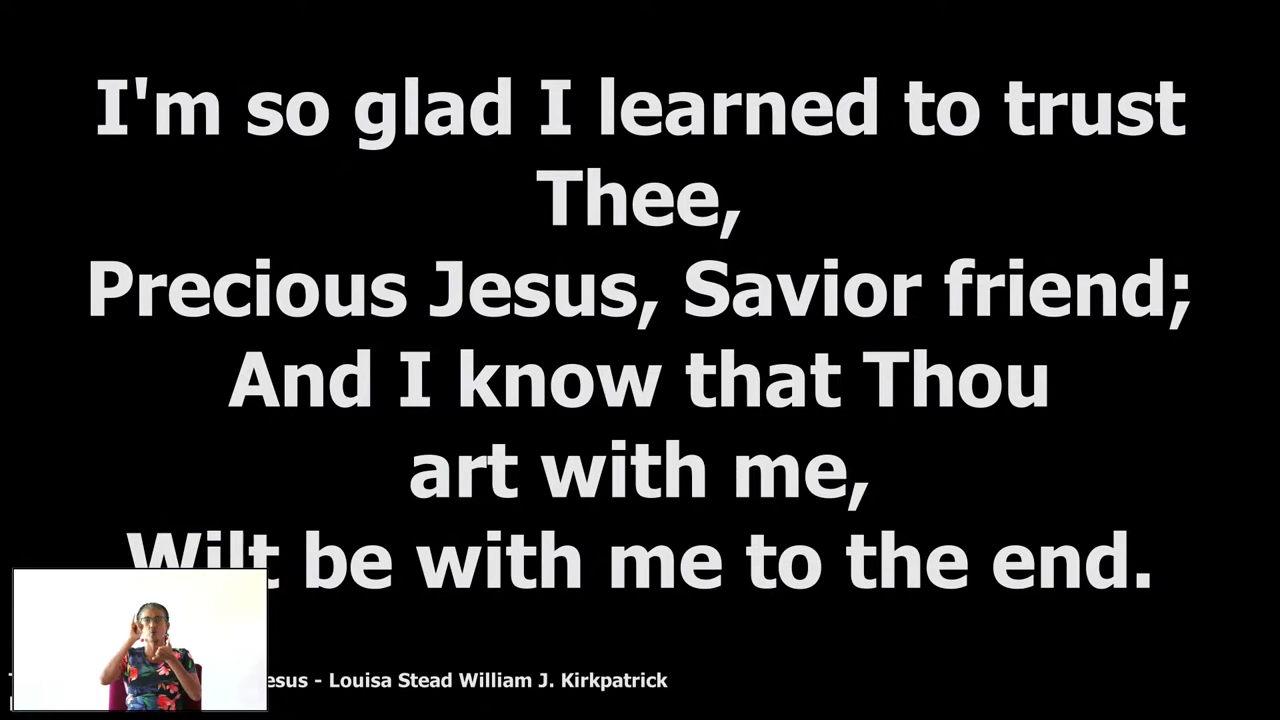 I'm so glad I learned to trust
Thee,
Precious Jesus, Savior friend;
And I know that Thou
art with me,
Wilt be with me to the end.
esus - Louisa Stead William J. Kirkpatrick